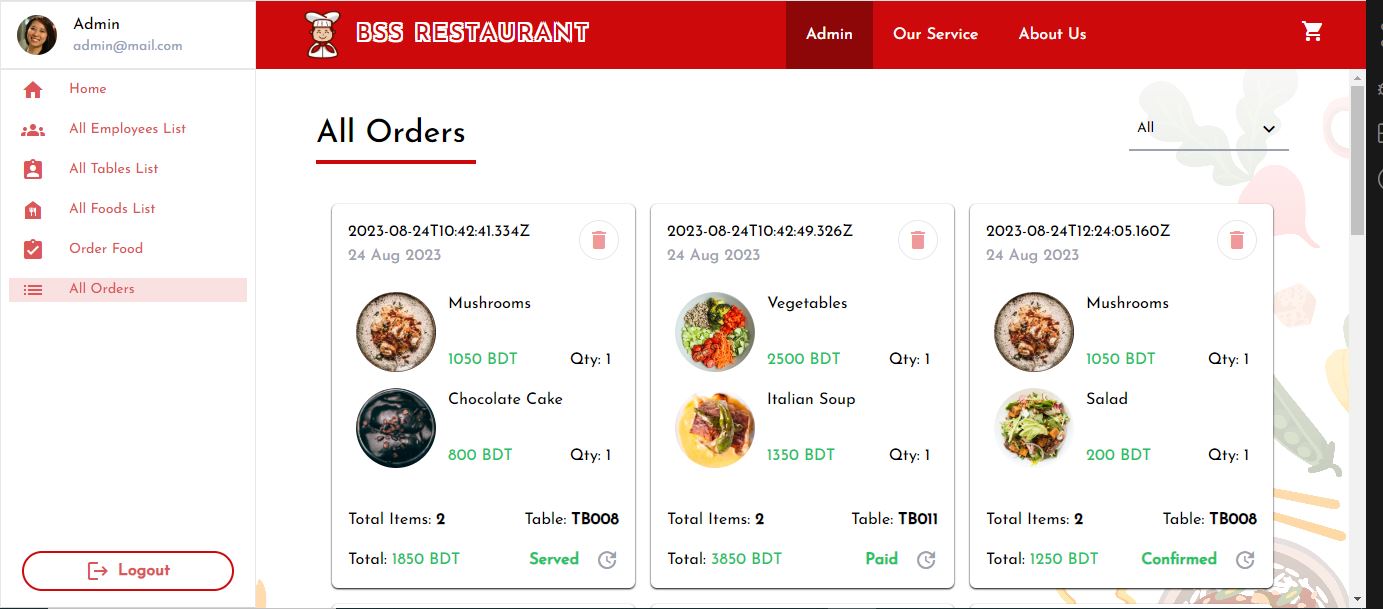 Admin
admin@mail.com
BSS RESTAURANT
Admin
Our Service
About Us
Home
All Employees List
All Tables List
All Foods List
Order Food
All Orders
Logout
All Orders
All
2023-08-24T10:42:41.334Z
24 Aug 2023
Mushrooms
1050 BDT
Qty: 1
Chocolate Cake
800 BDT
Qty: 1
Total Items: 2
Table: TB008
Total: 1850 BDT
Served
2023-08-24T10:42:49.326Z
24 Aug 2023
Vegetables
2500 BDT
Qty: 1
Italian Soup
1350 BDT
Qty: 1
Total Items: 2
Table: TB011
Total: 3850 BDT
Paid
2023-08-24T12:24:05.160Z
24 Aug 2023
Mushrooms
1050 BDT
Qty: 1
Salad
200 BDT
Qty: 1
Total Items: 2
Table: TB008
Total: 1250 BDT
Confirmed